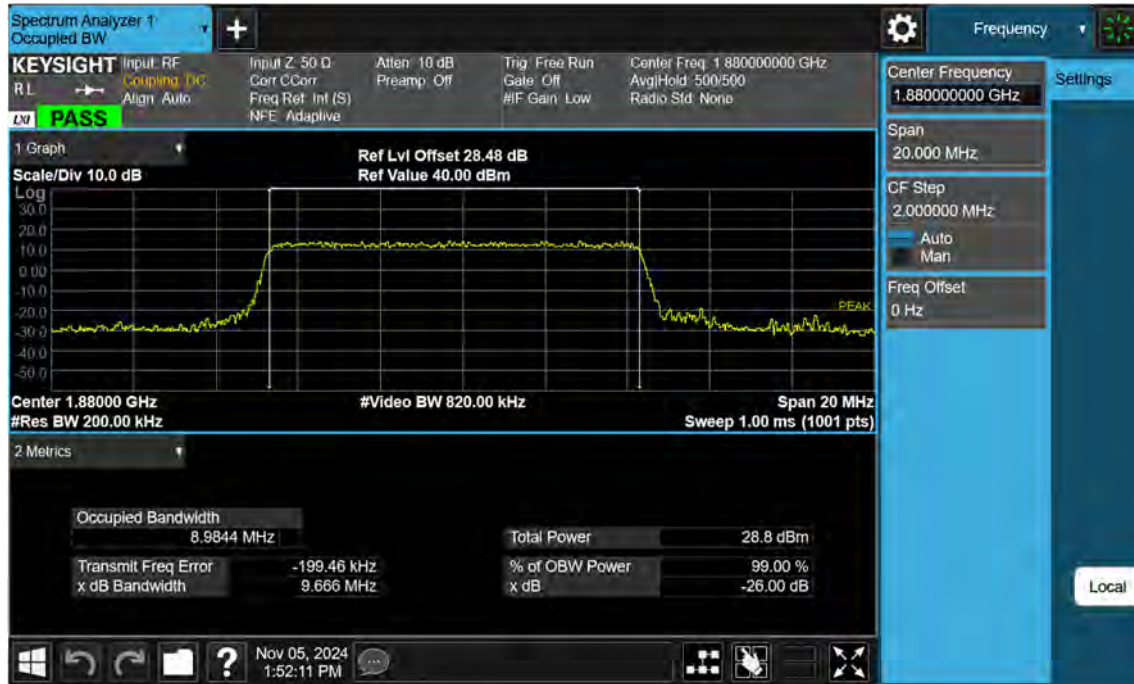 Spectrum Analyzer 1
Occupied BW
+
Frequency
KEYSIGHT
Input: RF
Coupling: DC
Align: Auto
Input Z: 50 Ω
Corr CCorr
Freq Ref: Int (S)
NFE: Adaptive
Atten: 10 dB
Preamp: Off
Trig: Free Run
Gate: Off
#IF Gain: Low
Center Freq: 1.880000000 GHz
Avg|Hold: 500/500
Radio Std: None
RL
LXI
PASS
Center Frequency
1.880000000 GHz
Settings
Span
20.000 MHz
CF Step
2.000000 MHz
Auto
Man
Freq Offset
0 Hz
1 Graph
Ref Lvl Offset 28.48 dB
Scale/Div 10.0 dB
Ref Value 40.00 dBm
Log
30.0
20.0
10.0
0.00
-10.0
-20.0
-30.0
-40.0
-50.0
PEAK
Center 1.88000 GHz
#Video BW 820.00 kHz
Span 20 MHz
#Res BW 200.00 kHz
Sweep 1.00 ms (1001 pts)
2 Metrics
Occupied Bandwidth
8.9844 MHz
Total Power
28.8 dBm
Transmit Freq Error
-199.46 kHz
% of OBW Power
99.00 %
x dB Bandwidth
9.666 MHz
x dB
-26.00 dB
Local
?
Nov 05, 2024
1:52:11 PM